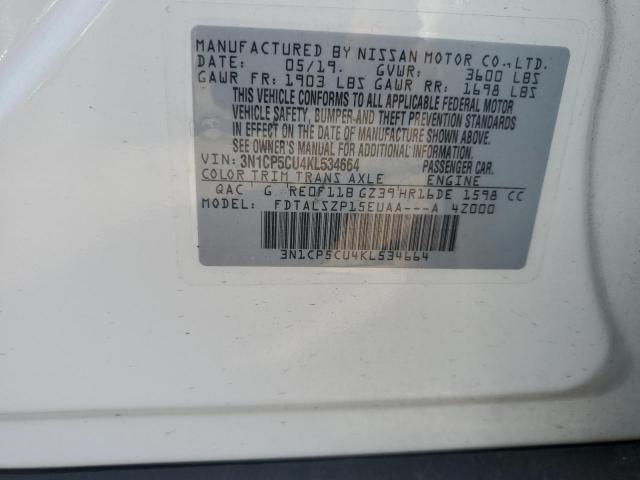 MANUFACTURED BY NISSAN MOTOR CO.,LTD.
DATE: 05/19. GVWR: 3600 LBS
GAWR FR: 1903 LBS GAWR RR: 1698 LBS
THIS VEHICLE CONFORMS TO ALL APPLICABLE FEDERAL MOTOR
VEHICLE SAFETY, BUMPER AND THEFT PREVENTION STANDARDS
IN EFFECT ON THE DATE OF MANUFACTURE SHOWN ABOVE.
SEE OWNER'S MANUAL FOR ADDITIONAL INFORMATION.
VIN: 3N1CP5CU4KL534664 PASSENGER CAR.
COLOR TRIM TRANS AXLE ENGINE
QAC G RE0F11B GZ39 HR16DE 1598 CC
MODEL: FDTALSZP15EUAA---A 4Z000
3N1CP5CU4KL534664